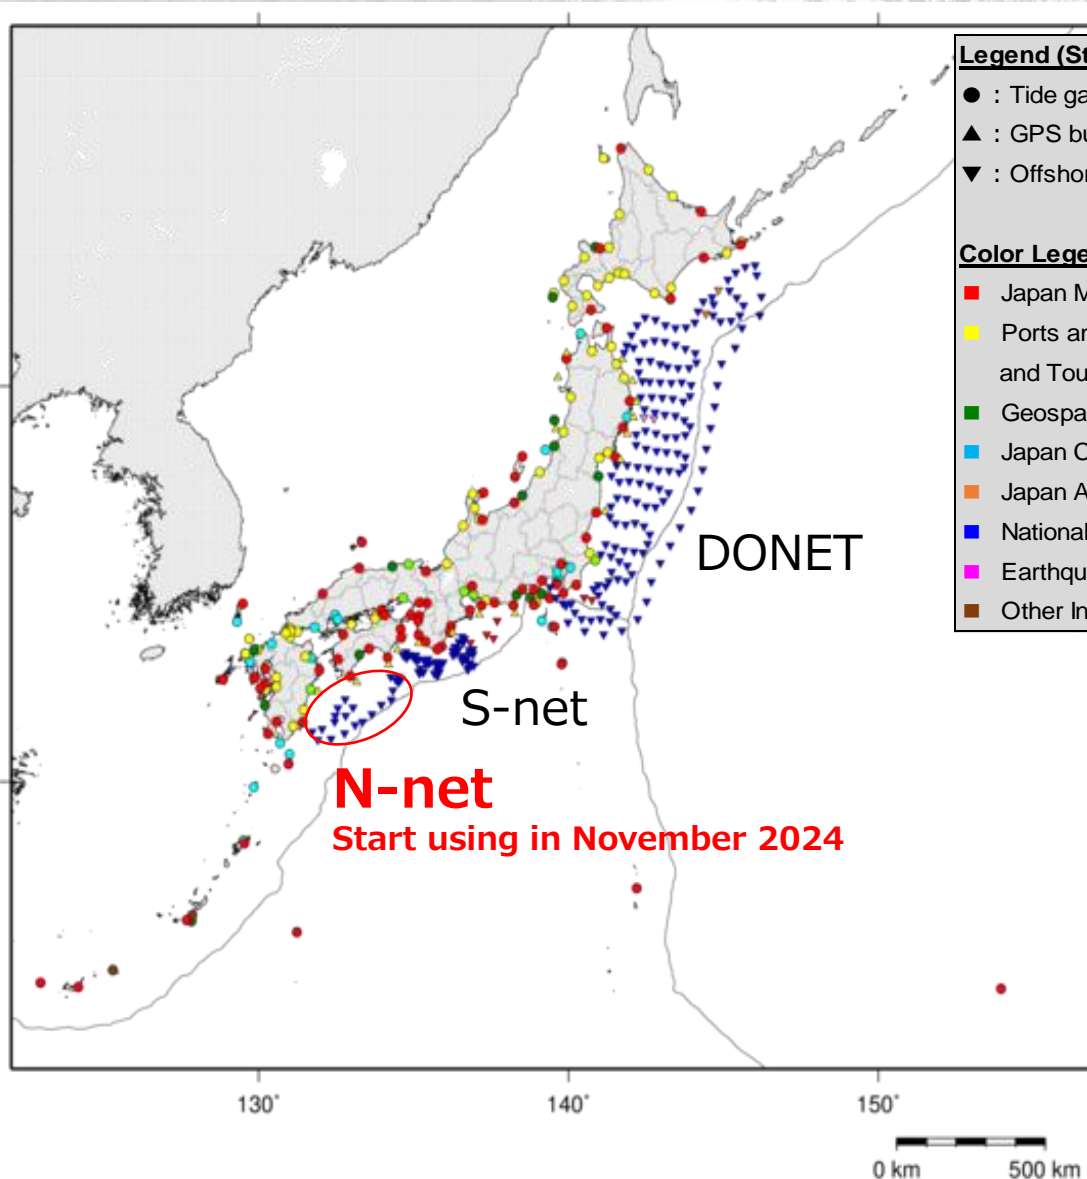 Legend (St
● : Tide ga
▲ : GPS bu
▼ : Offshor
Color Lege
Japan M
Ports an
and Tou
Geospa
Japan C
Japan A
National
Earthqu
Other In
DONET
S-net
N-net
Start using in November 2024
130°
140°
150°
0 km
500 km